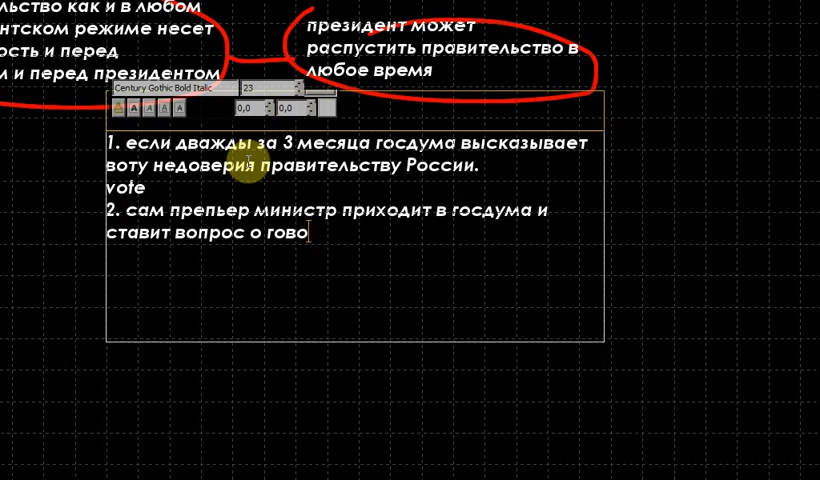 льство как и в любом
нтском режиме несет
ость и перед
м и перед президентом
президент может
распустить правительство в
любое время
Century Gothic Bold Italic 23
A A A A 0,0 0,0
1. если дважды за 3 месяца госдума высказывает
воту недоверия правительству России.
vote
2. сам препьер министр приходит в госдума и
ставит вопрос о гово